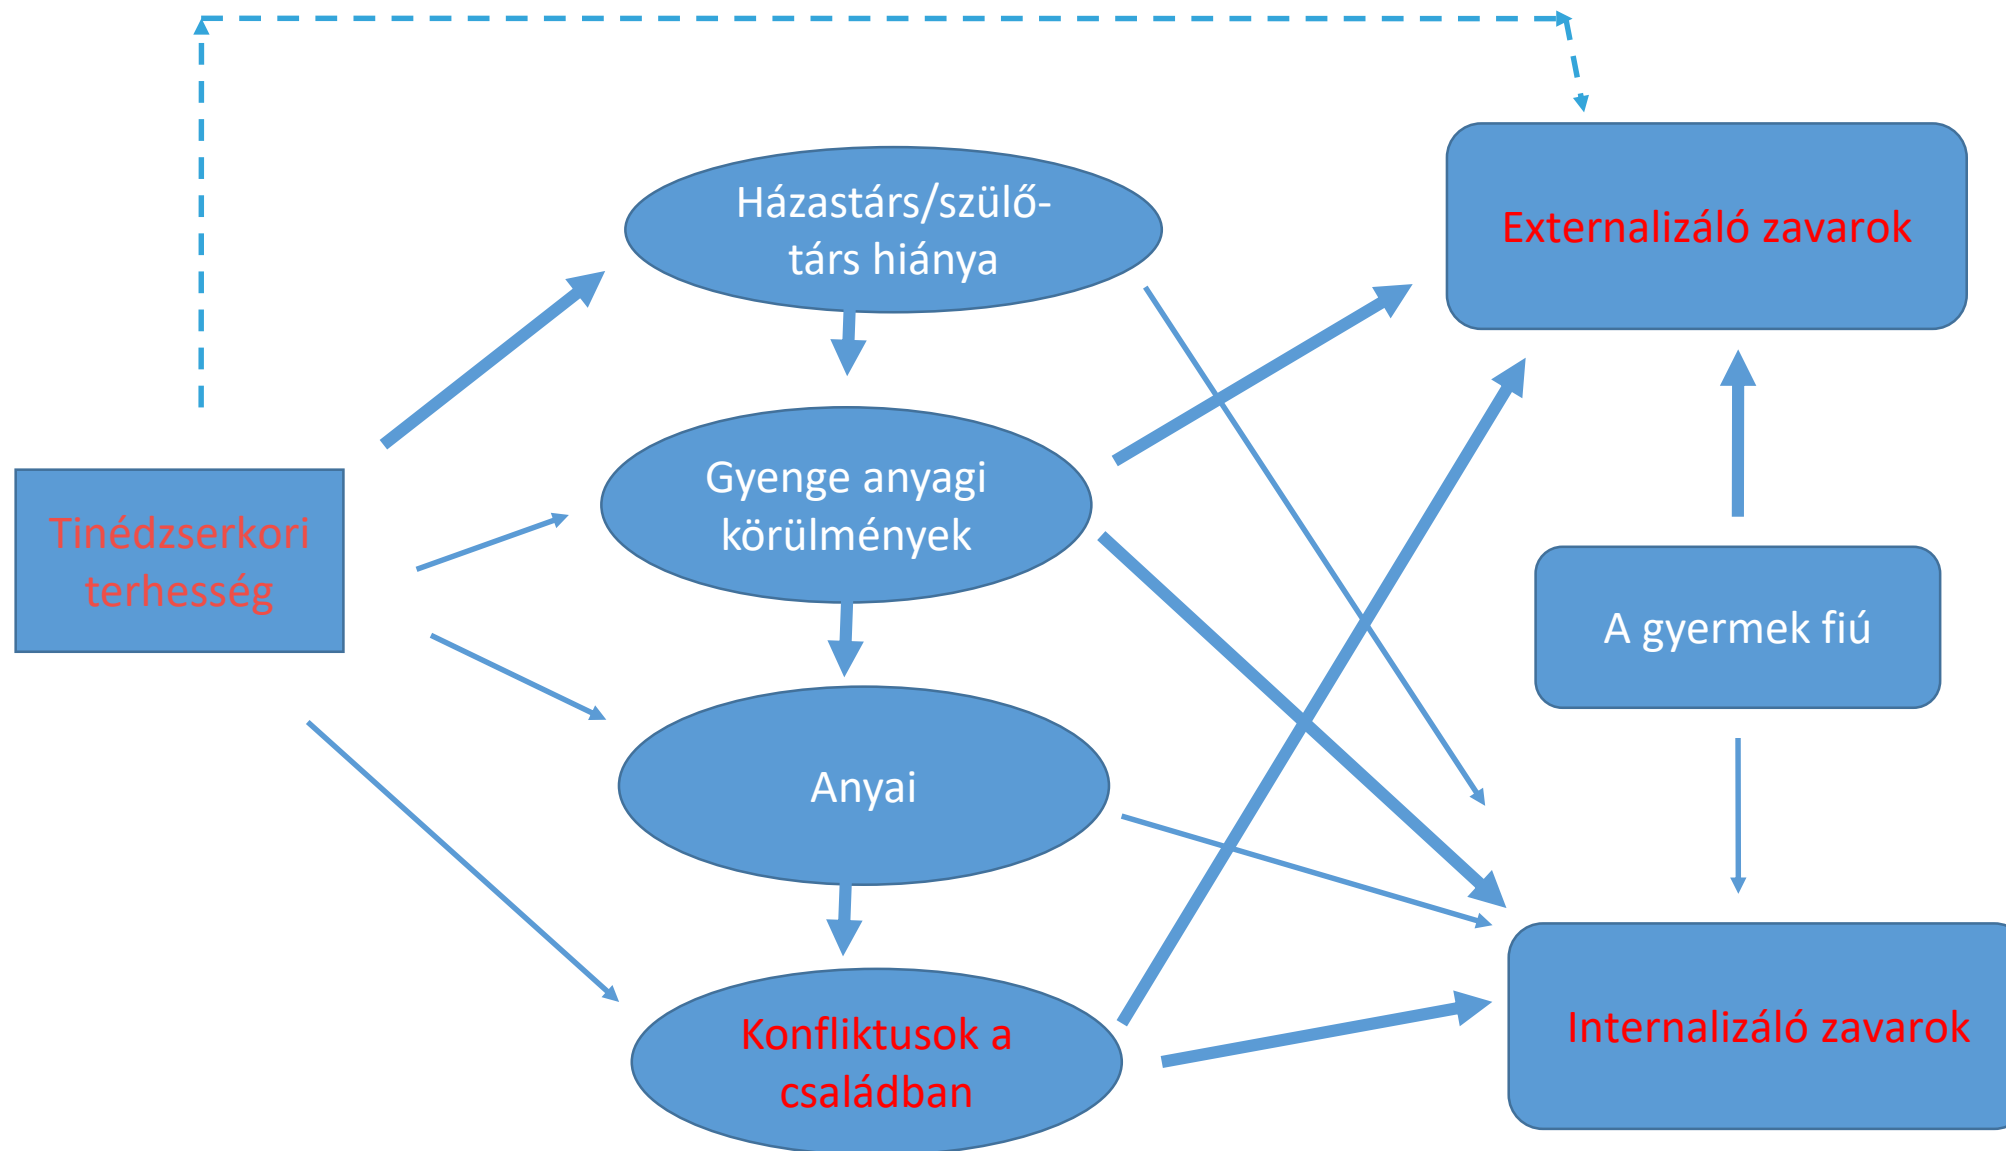 Házastárs/szülő-
társ hiánya
Externalizáló zavarok
Gyenge anyagi
körülmények
Tinédzserkori
terhesség
A gyermek fiú
Anyai
Konfliktusok a
családban
Internalizáló zavarok